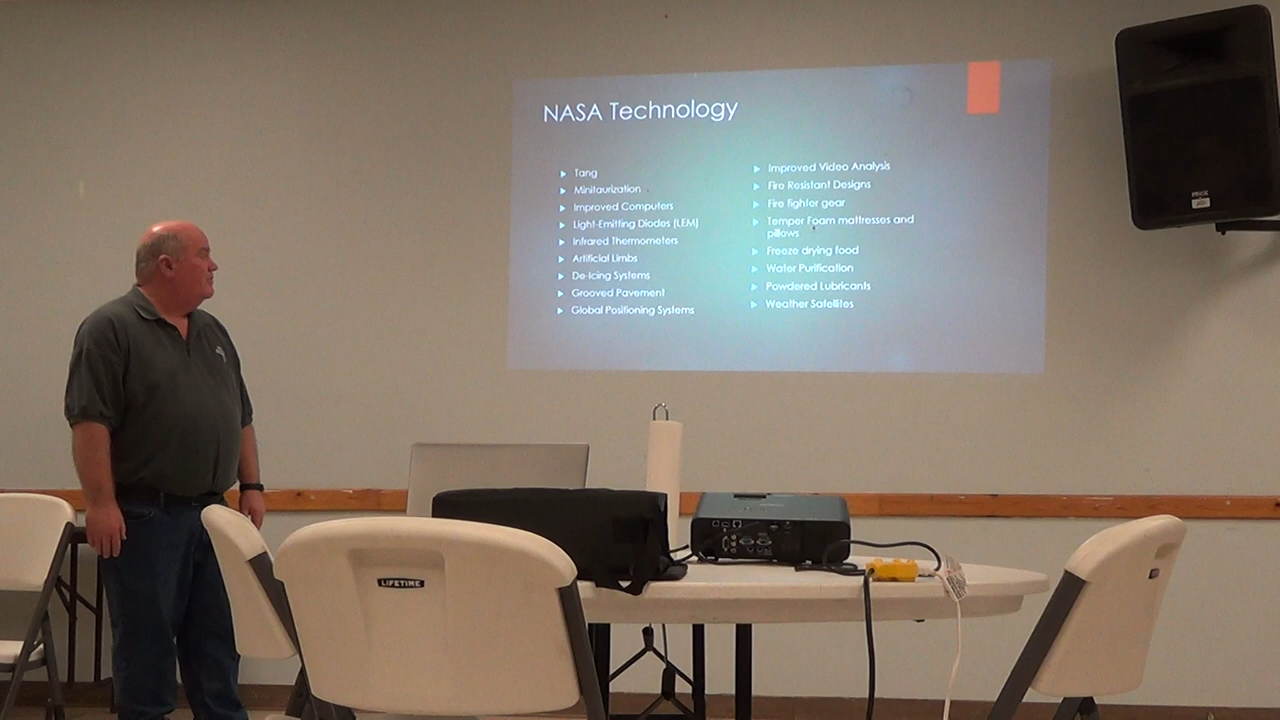 NASA Technology
Tang
Minitaurization
Improved Computers
Light-Emitting Diodes (LEM)
Infrared Thermometers
Artificial Limbs
De-Icing Systems
Grooved Pavement
Global Positioning Systems
Improved Video Analysis
Fire Resistant Designs
Fire fighter gear
Temper Foam mattresses and
pillows
Freeze drying food
Water Purification
Powdered Lubricants
Weather Satellites
LIFETIME